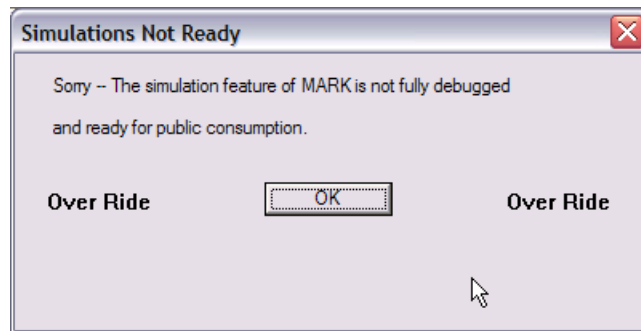 Simulations Not Ready
Sorry -- The simulation feature of MARK is not fully debugged
and ready for public consumption.
Over Ride OK Over Ride